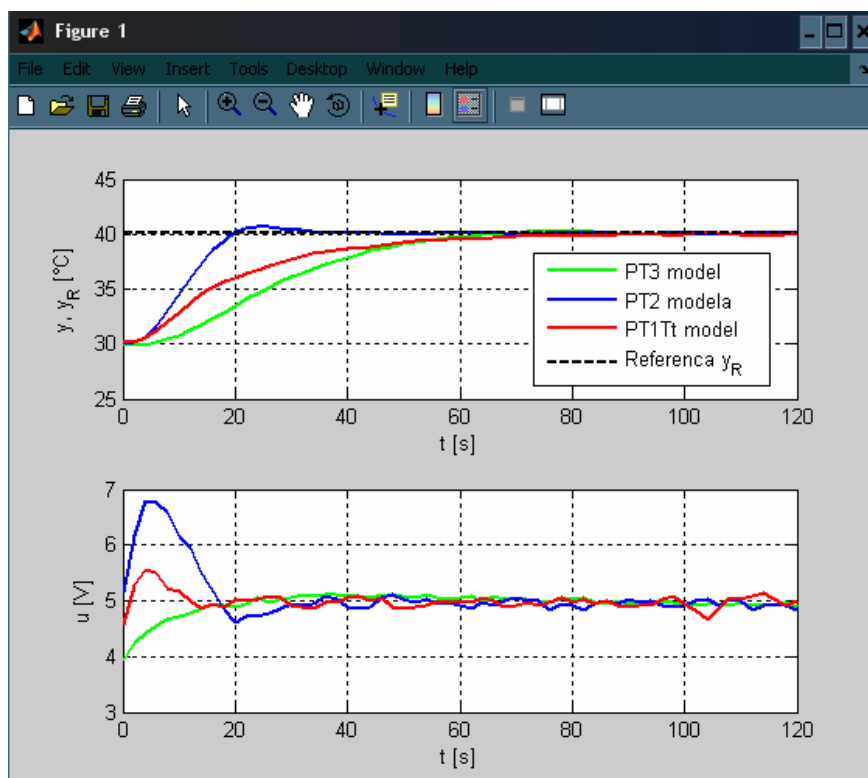 Figure 1
File Edit View Insert Tools Desktop Window Help
45
40
35
30
25
y, y_R [°C]
PT3 model
PT2 modela
PT1Tt model
Referenca y_R
0 20 40 60 80 100 120
t [s]
7
6
5
4
3
u [V]
0 20 40 60 80 100 120
t [s]